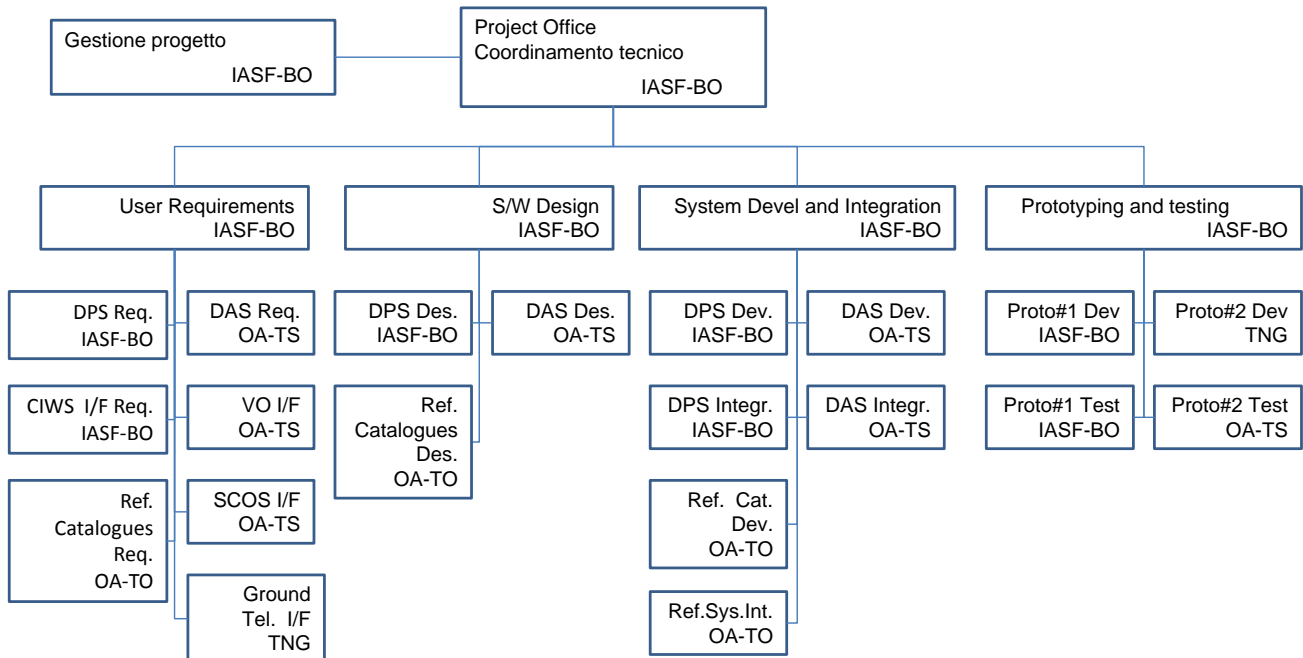 Gestione progetto
IASF-BO
Project Office
Coordinamento tecnico
IASF-BO
User Requirements
IASF-BO
S/W Design
IASF-BO
System Devel and Integration
IASF-BO
Prototyping and testing
IASF-BO
DPS Req.
IASF-BO
DAS Req.
OA-TS
CIWS I/F Req.
IASF-BO
VO I/F
OA-TS
Ref.
Catalogues
Req.
OA-TO
SCOS I/F
OA-TS
Ground
Tel. I/F
TNG
DPS Des.
IASF-BO
DAS Des.
OA-TS
Ref.
Catalogues
Des.
OA-TO
DPS Dev.
IASF-BO
DAS Dev.
OA-TS
DPS Integr.
IASF-BO
DAS Integr.
OA-TS
Ref. Cat.
Dev.
OA-TO
Ref.Sys.Int.
OA-TO
Proto#1 Dev
IASF-BO
Proto#2 Dev
TNG
Proto#1 Test
IASF-BO
Proto#2 Test
OA-TS